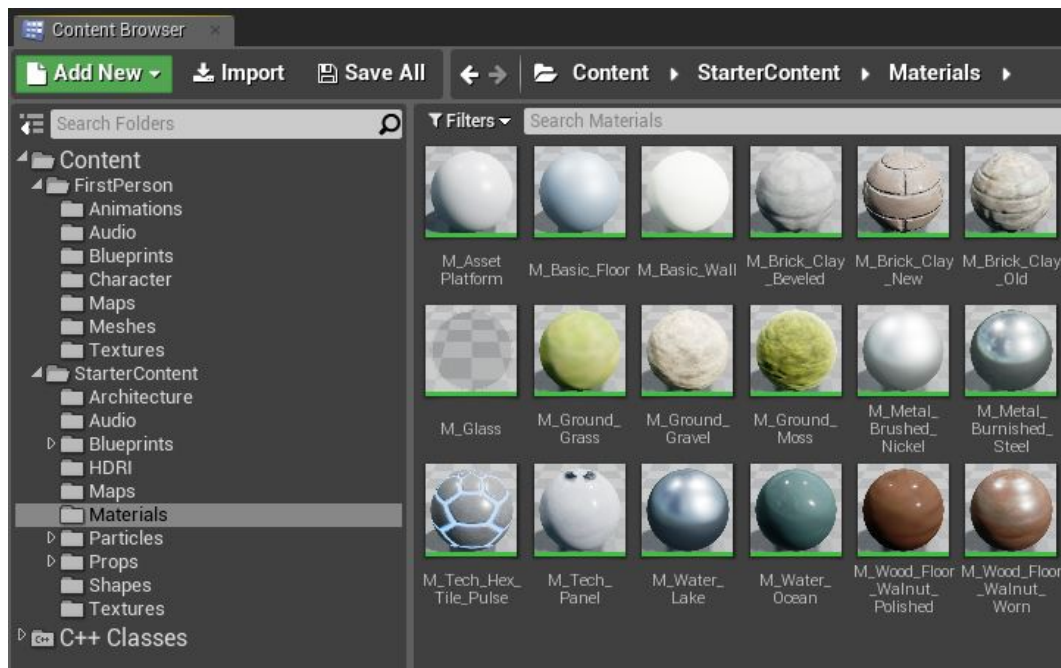 Content Browser
Add New Import Save All Content StarterContent Materials
Search Folders
Content
FirstPerson
Animations
Audio
Blueprints
Character
Maps
Meshes
Textures
StarterContent
Architecture
Audio
Blueprints
HDRI
Maps
Materials
Particles
Props
Shapes
Textures
C++ C++ Classes
Filters Search Materials
M_Asset
Platform
M_Basic_Floor
M_Basic_Wall
M_Brick_Clay
_Beveled
M_Brick_Clay
_New
M_Brick_Clay
_Old
M_Glass
M_Ground_
Grass
M_Ground_
Gravel
M_Ground_
Moss
M_Metal_
Brushed_
Nickel
M_Metal_
Burnished_
Steel
M_Tech_Hex_
Tile_Pulse
M_Tech_
Panel
M_Water_
Lake
M_Water_
Ocean
M_Wood_Floor
_Walnut_
Polished
M_Wood_Floor
_Walnut_
Worn